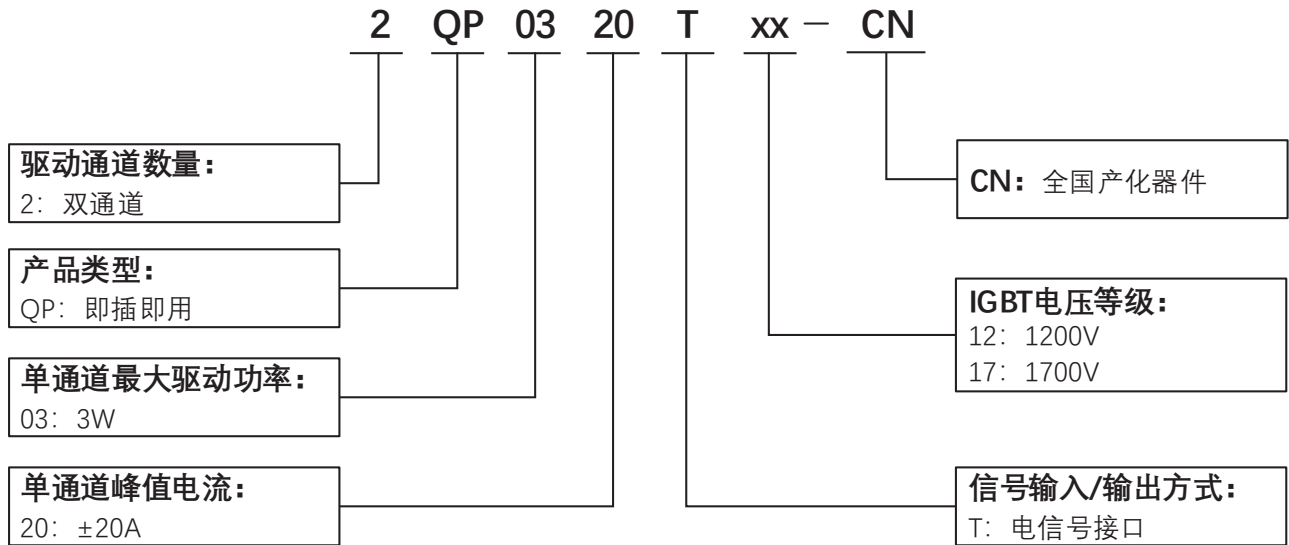 2 QP 03 20 T xx － CN
驱动通道数量：
2：双通道
产品类型：
QP：即插即用
单通道最大驱动功率：
03：3W
单通道峰值电流：
20：±20A
CN：全国产化器件
IGBT电压等级：
12：1200V
17：1700V
信号输入/输出方式：
T：电信号接口